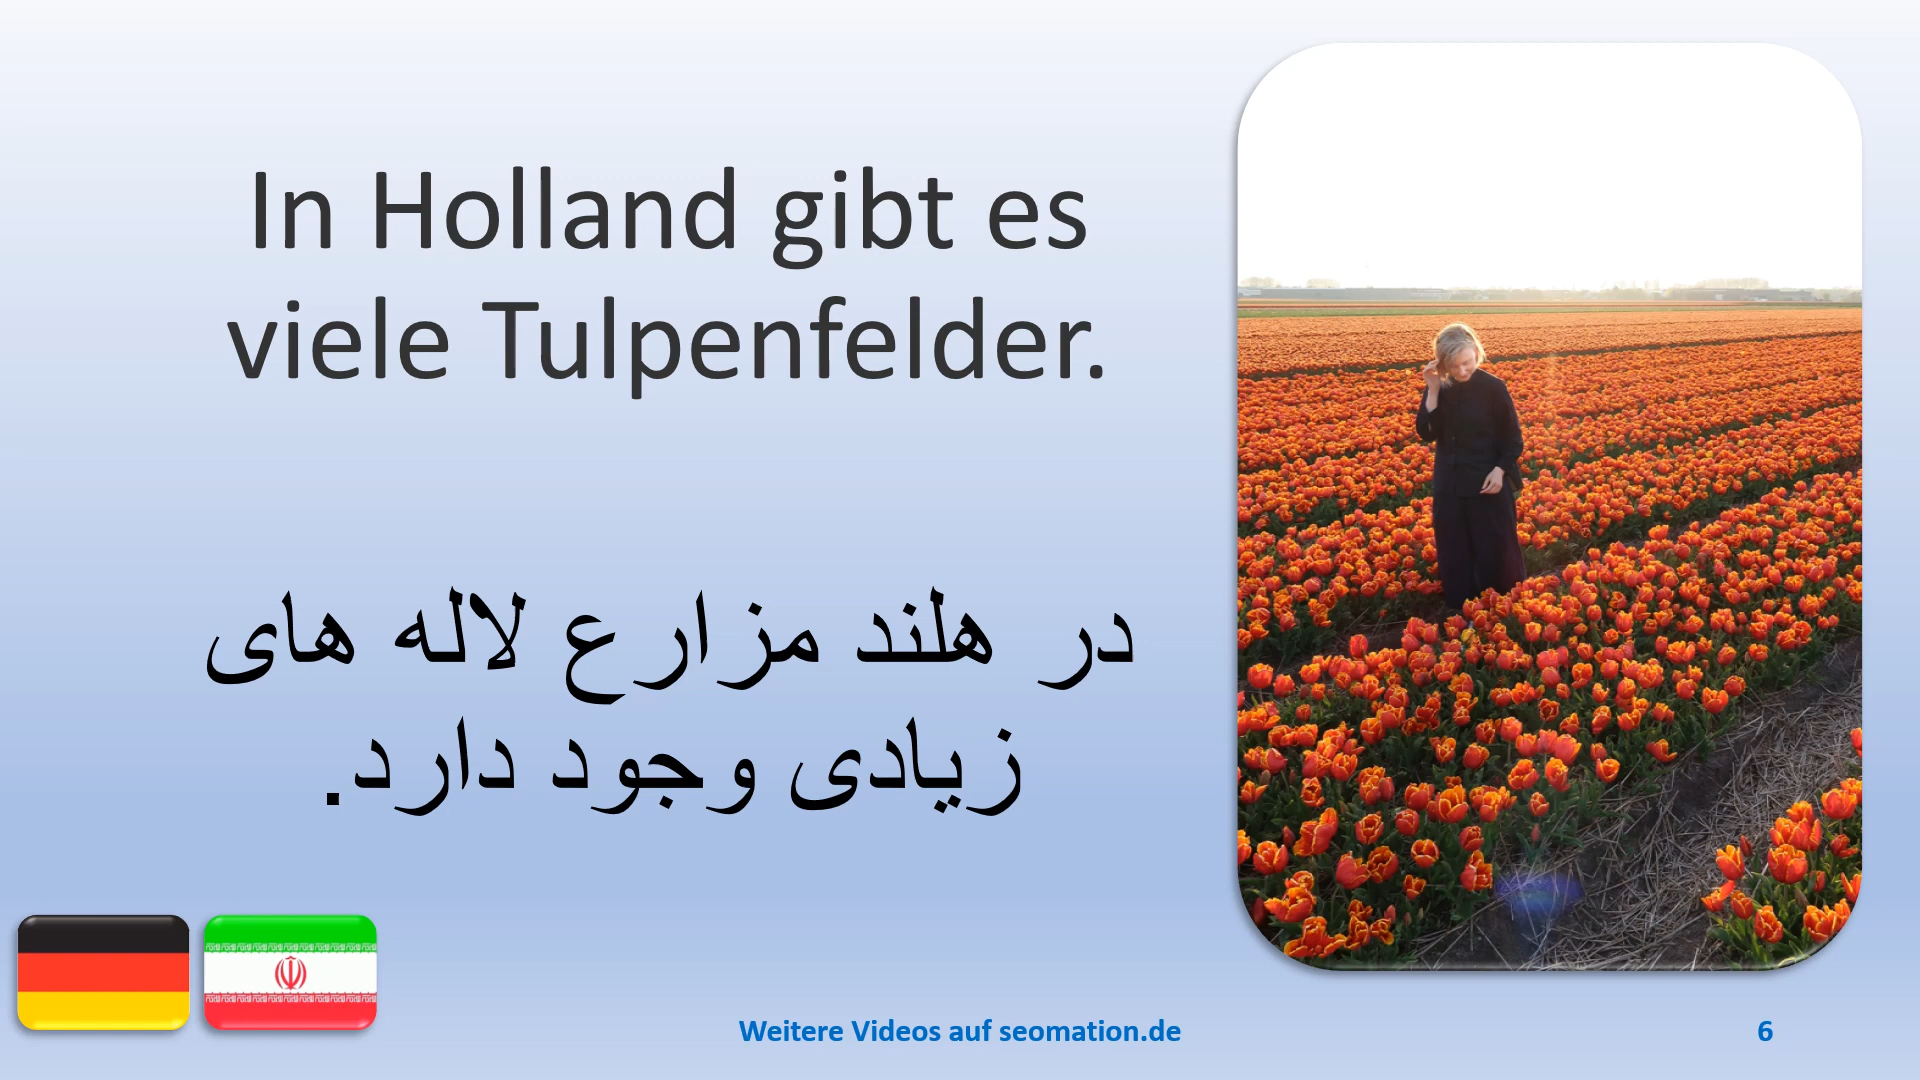 In Holland gibt es
viele Tulpenfelder.
در هلند مزارع لاله های
زیادی وجود دارد.
Weitere Videos auf seomation.de
6